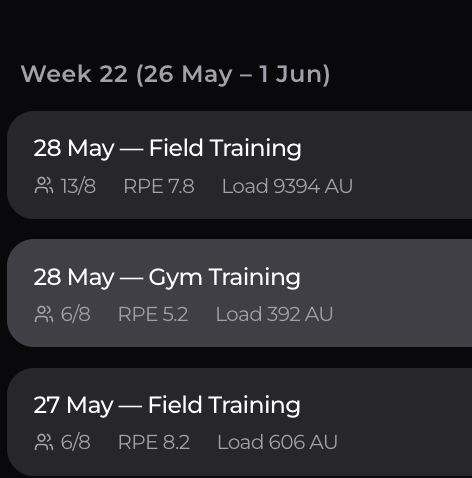 Week 22 (26 May – 1 Jun)
28 May — Field Training
13/8 RPE 7.8 Load 9394 AU
28 May — Gym Training
6/8 RPE 5.2 Load 392 AU
27 May — Field Training
6/8 RPE 8.2 Load 606 AU